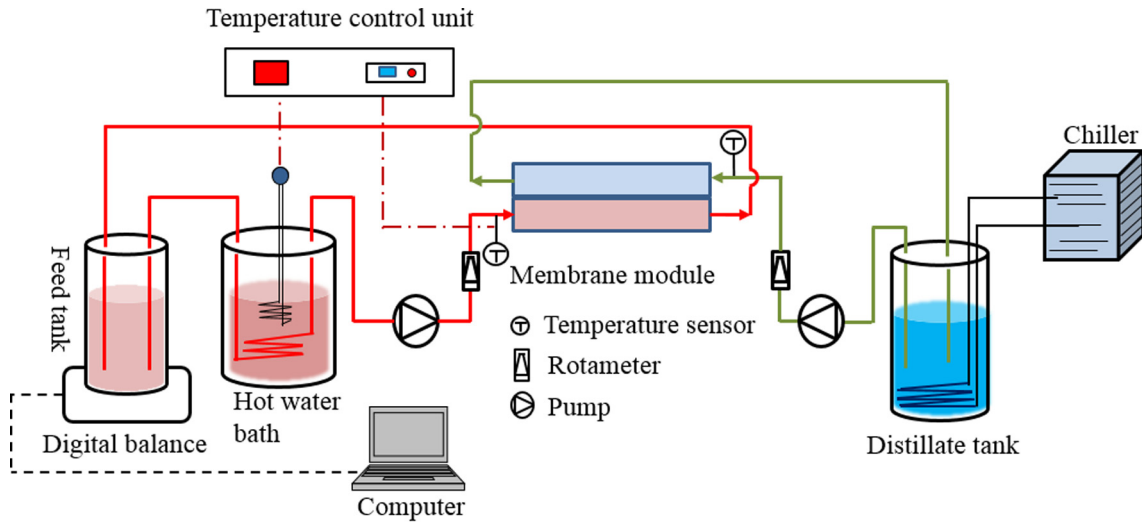 Temperature control unit
Chiller
Feed tank
Membrane module
T Temperature sensor
Rotameter
Pump
Hot water
bath
Digital balance
Distillate tank
Computer
T
T